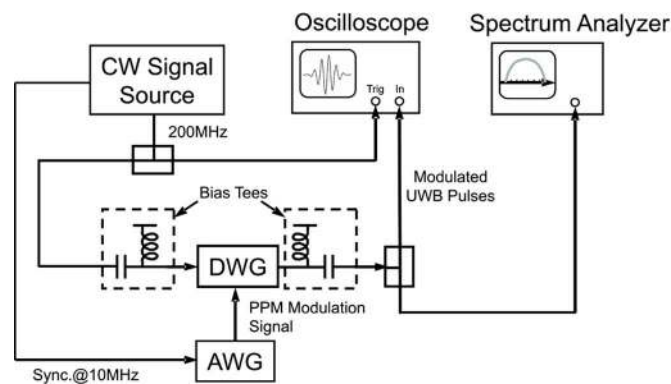 Oscilloscope
Spectrum Analyzer
CW Signal
Source
Trig
In
200MHz
Modulated
UWB Pulses
Bias Tees
DWG
PPM Modulation
Signal
AWG
Sync.@10MHz